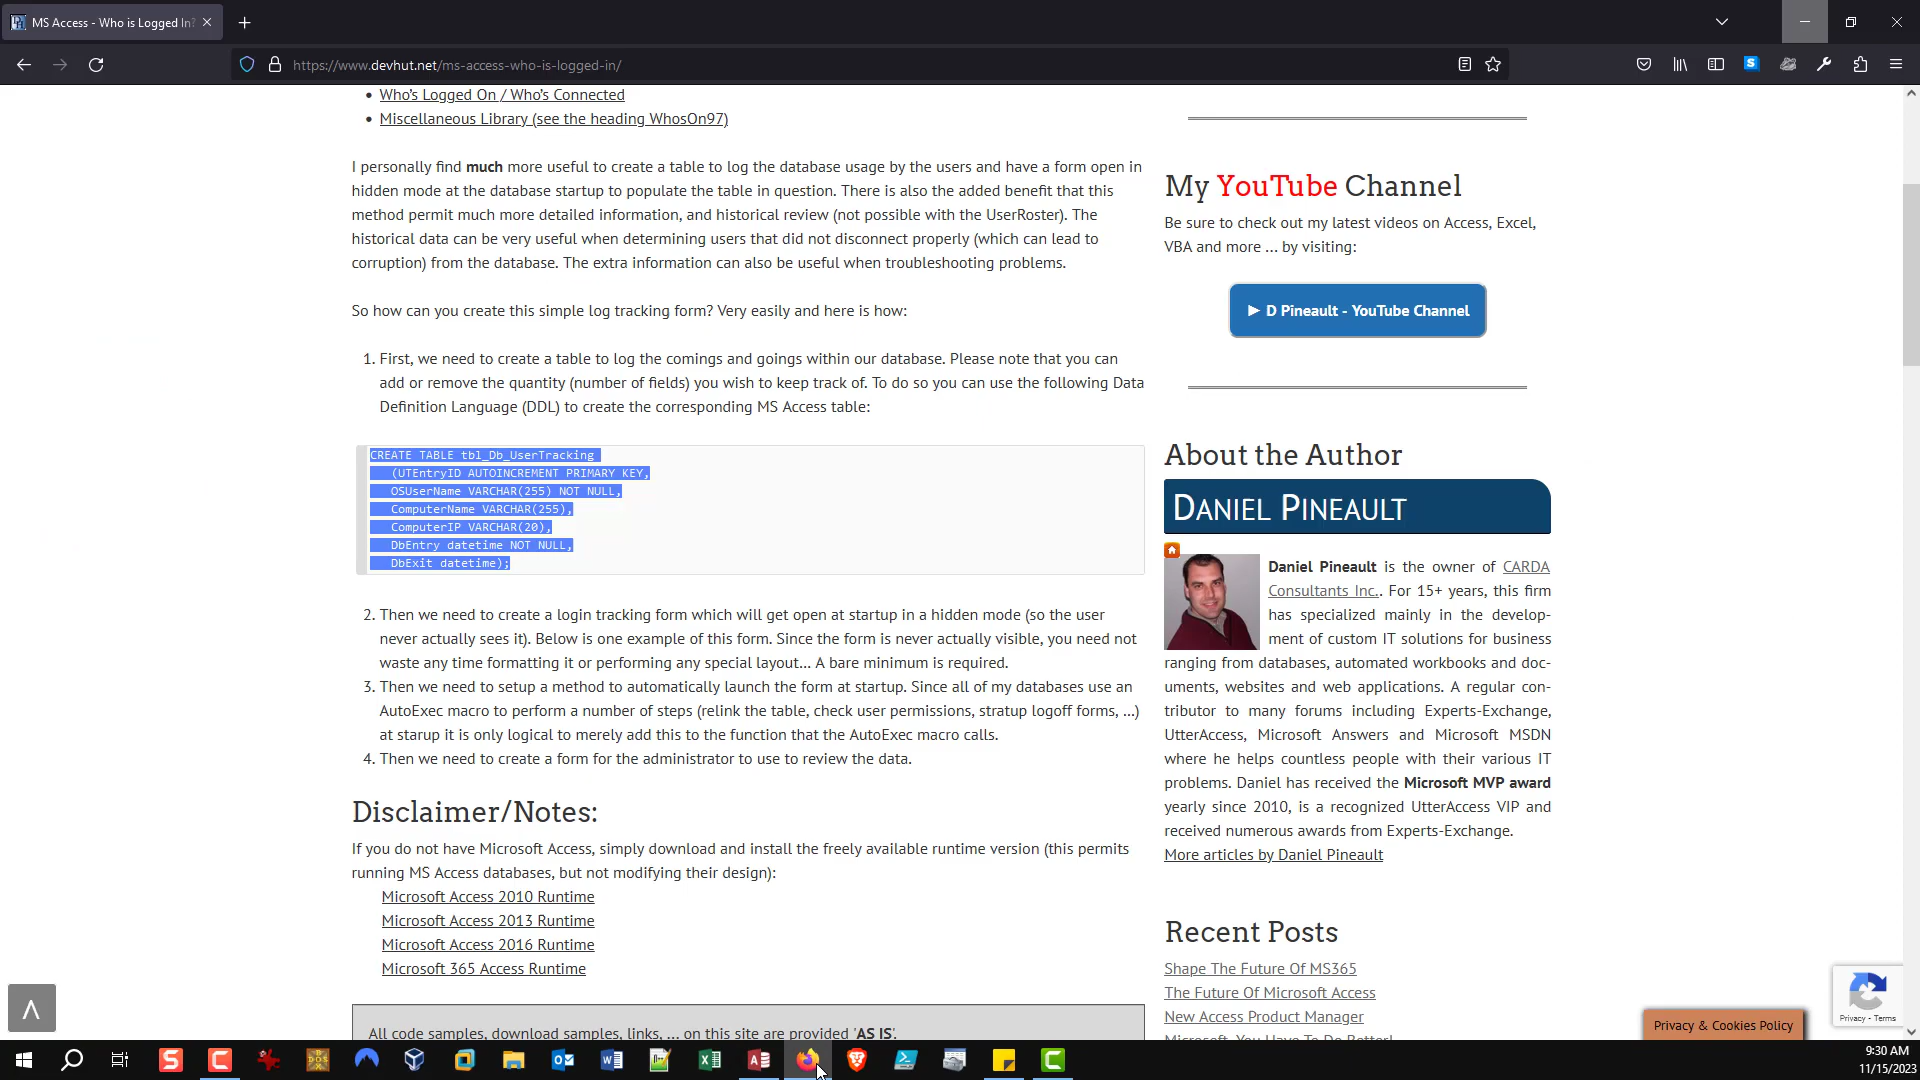 MS Access - Who is Logged In?
https://www.devhut.net/ms-access-who-is-logged-in/
Who's Logged On / Who's Connected
Miscellaneous Library (see the heading WhosOn97)
I personally find much more useful to create a table to log the database usage by the users and have a form open in
hidden mode at the database startup to populate the table in question. There is also the added benefit that this
method permit much more detailed information, and historical review (not possible with the UserRoster). The
historical data can be very useful when determining users that did not disconnect properly (which can lead to
corruption) from the database. The extra information can also be useful when troubleshooting problems.
So how can you create this simple log tracking form? Very easily and here is how:
1. First, we need to create a table to log the comings and goings within our database. Please note that you can
add or remove the quantity (number of fields) you wish to keep track of. To do so you can use the following Data
Definition Language (DDL) to create the corresponding MS Access table:
CREATE TABLE tbl_Db_UserTracking
(UTEntryID AUTOINCREMENT PRIMARY KEY,
OSUserName VARCHAR(255) NOT NULL,
ComputerName VARCHAR(255),
ComputerIP VARCHAR(20),
DbEntry datetime NOT NULL,
DbExit datetime);
2. Then we need to create a login tracking form which will get open at startup in a hidden mode (so the user
never actually sees it). Below is one example of this form. Since the form is never actually visible, you need not
waste any time formatting it or performing any special layout... A bare minimum is required.
3. Then we need to setup a method to automatically launch the form at startup. Since all of my databases use an
AutoExec macro to perform a number of steps (relink the table, check user permissions, stratup logoff forms, ...)
at starup it is only logical to merely add this to the function that the AutoExec macro calls.
4. Then we need to create a form for the administrator to use to review the data.
Disclaimer/Notes:
If you do not have Microsoft Access, simply download and install the freely available runtime version (this permits
running MS Access databases, but not modifying their design):
Microsoft Access 2010 Runtime
Microsoft Access 2013 Runtime
Microsoft Access 2016 Runtime
Microsoft 365 Access Runtime
All code samples, download samples, links, ... on this site are provided 'AS IS'.
My YouTube Channel
Be sure to check out my latest videos on Access, Excel,
VBA and more ... by visiting:
► D Pineault - YouTube Channel
About the Author
DANIEL PINEAULT
Daniel Pineault is the owner of CARDA
Consultants Inc.. For 15+ years, this firm
has specialized mainly in the develop-
ment of custom IT solutions for business
ranging from databases, automated workbooks and doc-
uments, websites and web applications. A regular con-
tributor to many forums including Experts-Exchange,
UtterAccess, Microsoft Answers and Microsoft MSDN
where he helps countless people with their various IT
problems. Daniel has received the Microsoft MVP award
yearly since 2010, is a recognized UtterAccess VIP and
received numerous awards from Experts-Exchange.
More articles by Daniel Pineault
Recent Posts
Shape The Future Of MS365
The Future Of Microsoft Access
New Access Product Manager
Microsoft, You Have To Do Better!
Privacy - Terms
Privacy & Cookies Policy
9:30 AM
11/15/2023